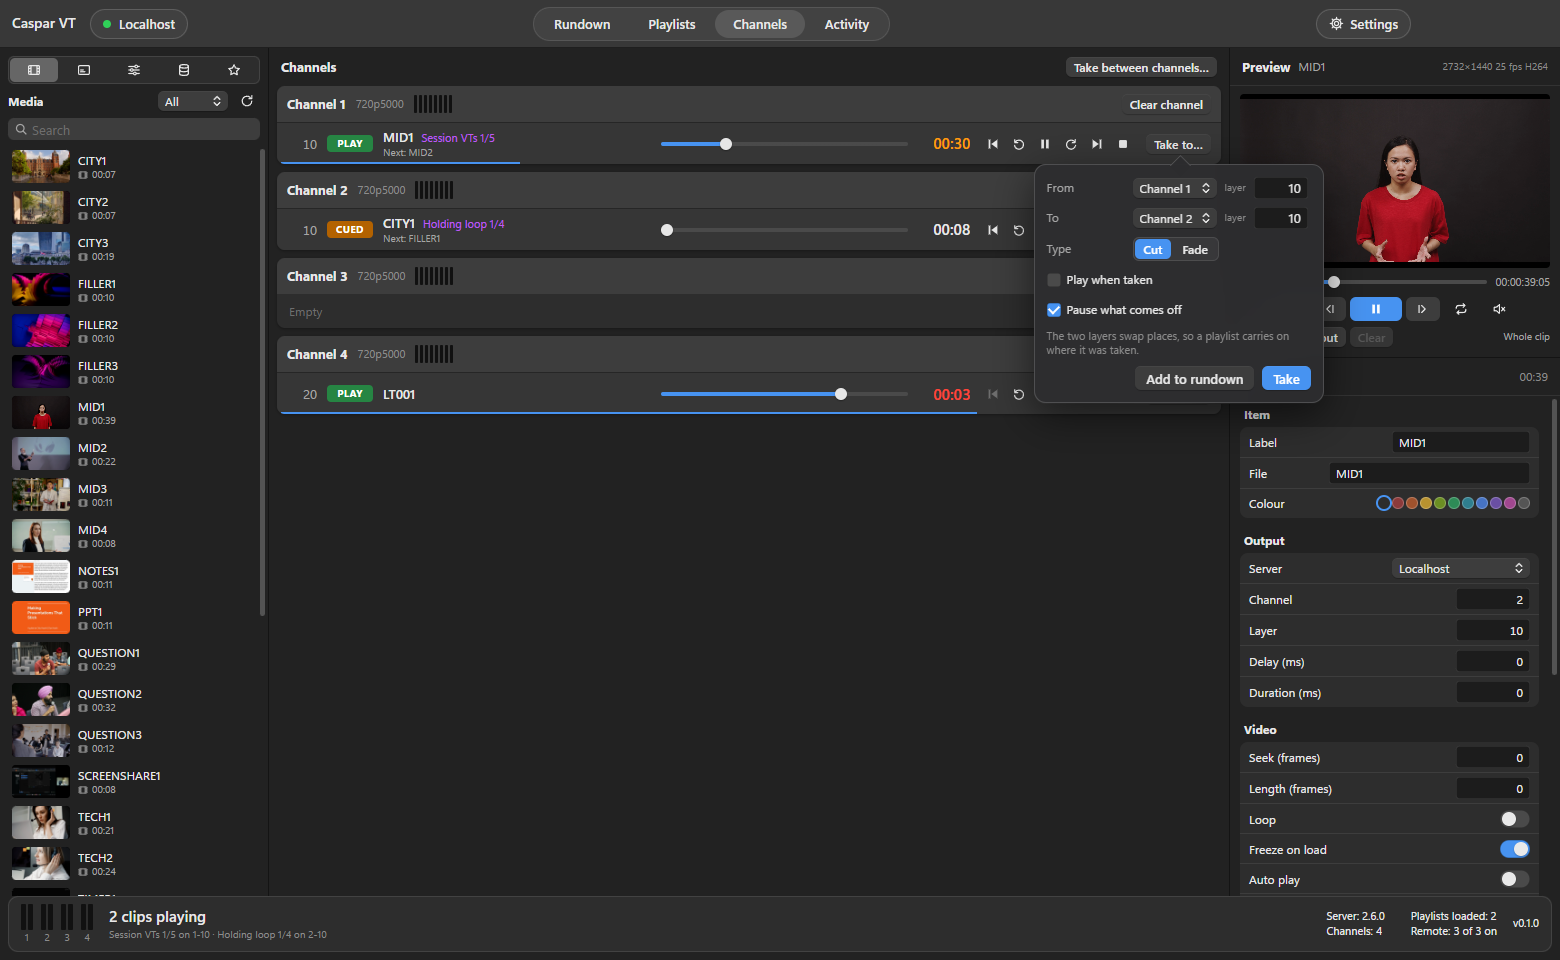 Caspar VT
Localhost
Rundown
Playlists
Channels
Activity
Settings
Media
All
Search
CITY1
00:07
CITY2
00:07
CITY3
00:19
FILLER1
00:10
FILLER2
00:10
FILLER3
00:10
MID1
00:39
MID2
00:22
MID3
00:11
MID4
00:08
NOTES1
00:11
PPT1
00:11
QUESTION1
00:29
QUESTION2
00:32
QUESTION3
00:12
SCREENSHARE1
00:08
TECH1
00:21
TECH2
00:24
Channels
Take between channels...
Channel 1 720p5000
Clear channel
10 PLAY MID1 Session VTs 1/5
Next: MID2
00:30
Take to...
Channel 2 720p5000
10 CUED CITY1 Holding loop 1/4
Next: FILLER1
00:08
Channel 3 720p5000
Empty
Channel 4 720p5000
20 PLAY LT001
00:03
From Channel 1 layer 10
To Channel 2 layer 10
Type Cut Fade
Play when taken
Pause what comes off
The two layers swap places, so a playlist carries on
where it was taken.
Add to rundown
Take
Preview MID1
2732×1440 25 fps H264
00:00:39:05
out
Clear
Whole clip
00:39
Item
Label MID1
File MID1
Colour
Output
Server Localhost
Channel 2
Layer 10
Delay (ms) 0
Duration (ms) 0
Video
Seek (frames) 0
Length (frames) 0
Loop
Freeze on load
Auto play
1 2 3 4
2 clips playing
Session VTs 1/5 on 1-10 · Holding loop 1/4 on 2-10
Server: 2.6.0
Channels: 4
Playlists loaded: 2
Remote: 3 of 3 on
v0.1.0